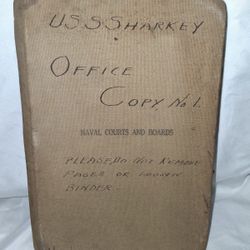 U.S.S. SHARKEY
OFFICE
COPY No 1.
NAVAL COURTS AND BOARDS
PLEASE, DO NOT REMOVE
PAGES OR LOOSEN
BINDER.